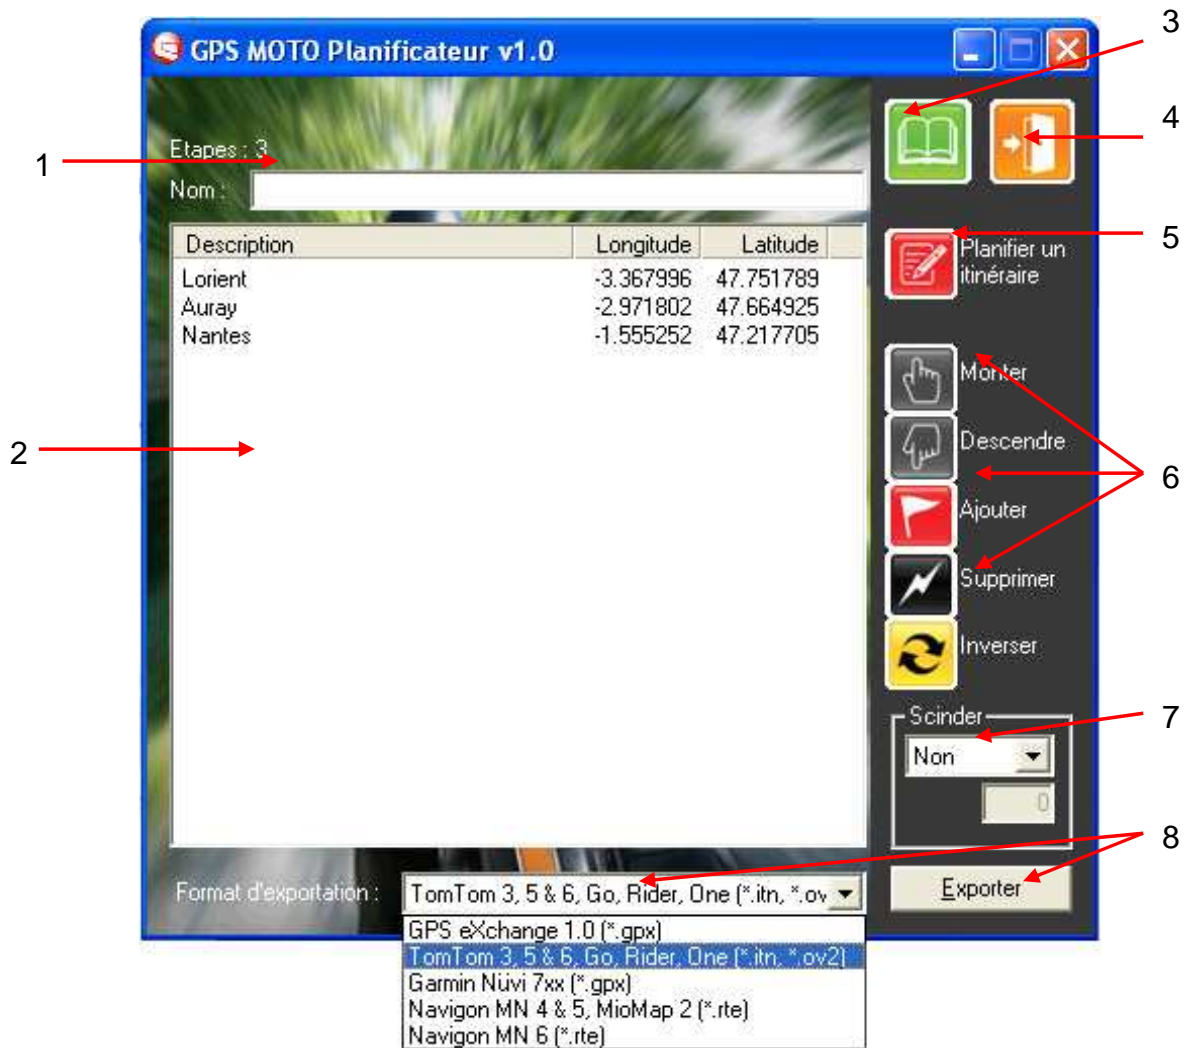 GPS MOTO Planificateur v1.0
3
4
Etapes : 3
1
Nom :
5
Planifier un
itinéraire
Description Longitude Latitude
Lorient -3.367996 47.751789
Auray -2.971802 47.664925
Nantes -1.555252 47.217705
2
Monter
Descendre
6
Ajouter
Supprimer
Inverser
7
Scinder
Non
0
8
Format d'exportation : TomTom 3, 5 & 6, Go, Rider, One (*.itn, *.ov
Exporter
GPS eXchange 1.0 (*.gpx)
TomTom 3, 5 & 6, Go, Rider, One (*.itn, *.ov2)
Garmin Nüvi 7xx (*.gpx)
Navigon MN 4 & 5, MioMap 2 (*.rte)
Navigon MN 6 (*.rte)